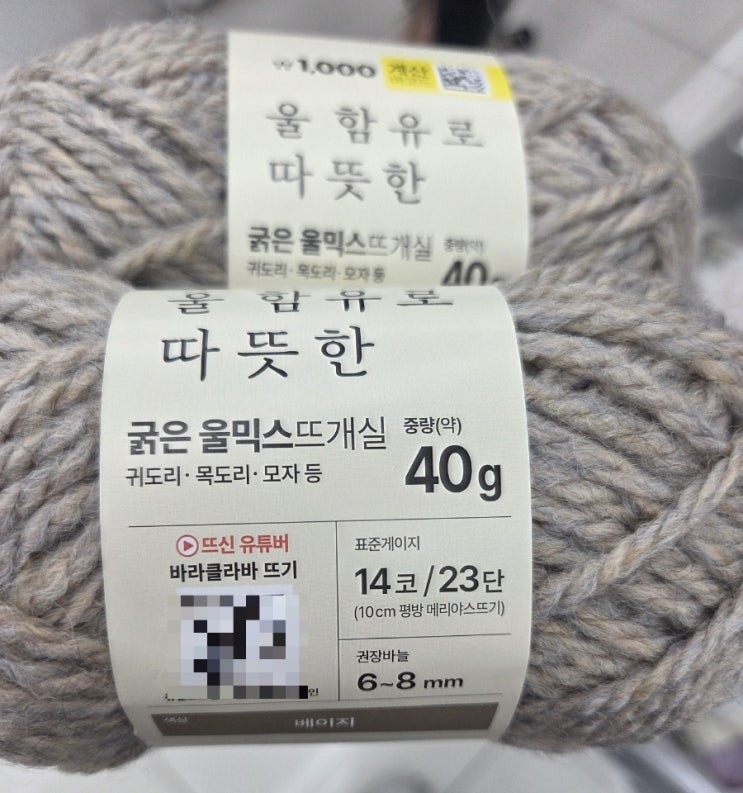 ₩1,000 계산
울 함 유 로
따 뜻 한
굵은 울믹스뜨개실 중량(약)
귀도리·목도리·모자 등 40g
울 함 유 로
따 뜻 한
굵은 울믹스뜨개실 중량(약)
귀도리·목도리·모자 등 40g
뜨신 유튜버
바라클라바 뜨기
표준게이지
14코/23단
(10cm 평방 메리야스뜨기)
권장바늘
6~8 mm
색상 베이지